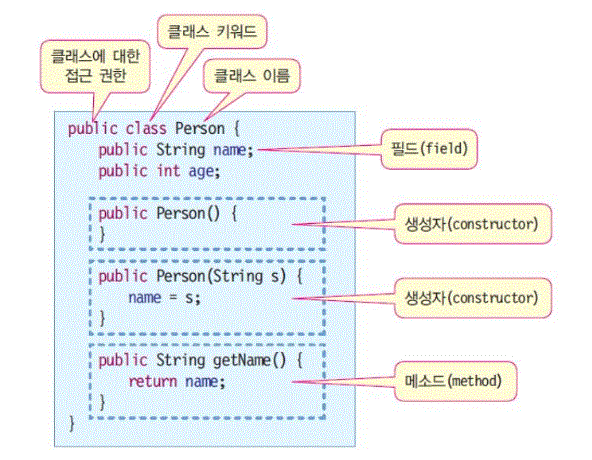 클래스 키워드
클래스에 대한
접근 권한
클래스 이름
public class Person {
public String name;
필드(field)
public int age;
public Person() {
}
생성자(constructor)
public Person(String s) {
name = s;
}
생성자(constructor)
public String getName() {
return name;
}
메소드(method)
}